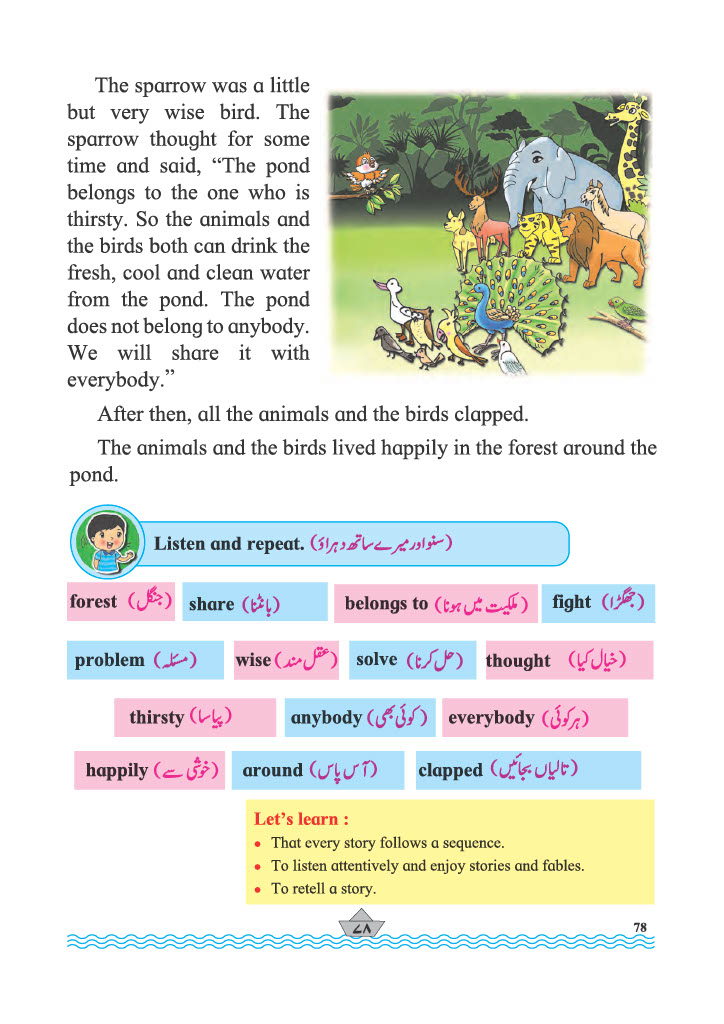 The sparrow was a little
but very wise bird. The
sparrow thought for some
time and said, “The pond
belongs to the one who is
thirsty. So the animals and
the birds both can drink the
fresh, cool and clean water
from the pond. The pond
does not belong to anybody.
We will share it with
everybody.”
After then, all the animals and the birds clapped.
The animals and the birds lived happily in the forest around the
pond.
Listen and repeat. (سنو اور میرے ساتھ دہراؤ)
forest (جنگل) share (بانٹنا) belongs to (ملکیت میں ہونا) fight (جھگڑا)
problem (مسئلہ) wise (عقل مند) solve (حل کرنا) thought (خیال کیا)
thirsty (پیاسا) anybody (کوئی بھی) everybody (ہر کوئی)
happily (خوشی سے) around (آس پاس) clapped (تالیاں بجائیں)
Let’s learn :
• That every story follows a sequence.
• To listen attentively and enjoy stories and fables.
• To retell a story.
۷۸ 78